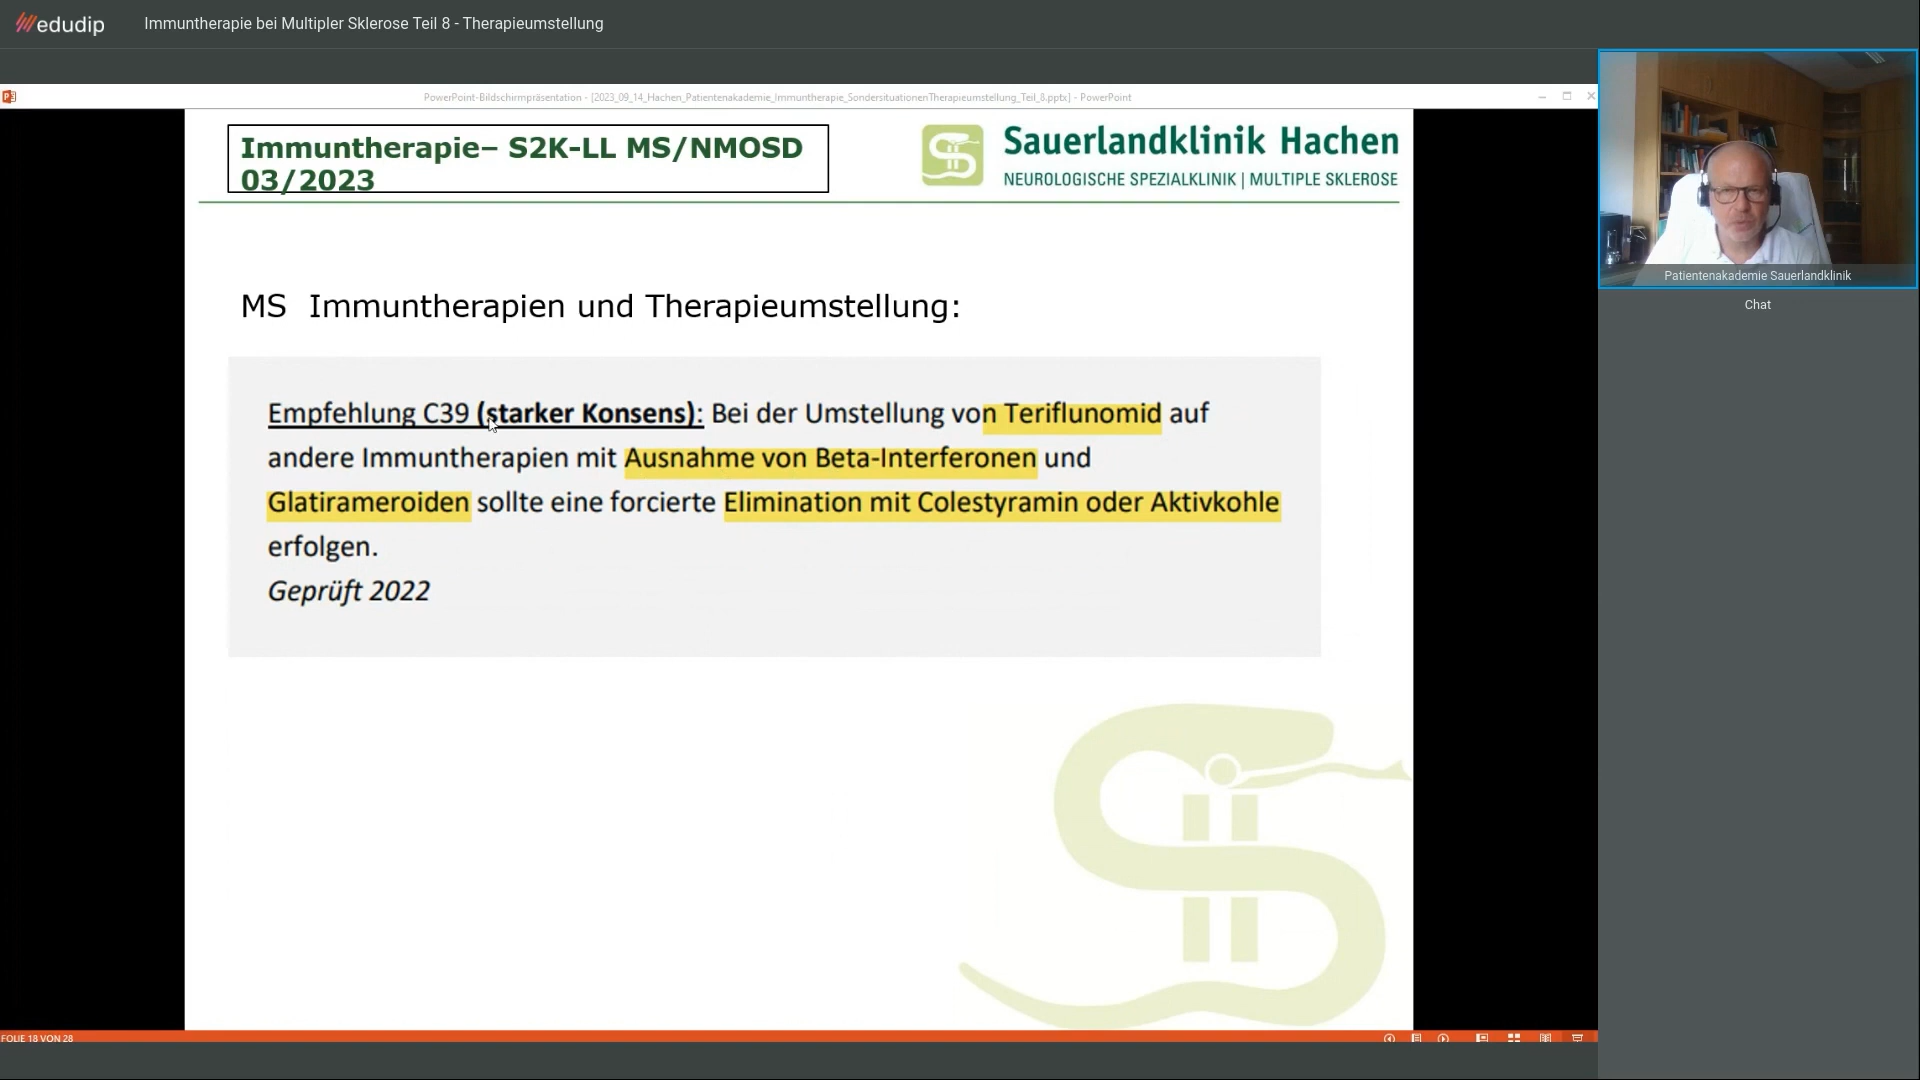 edudip
Immuntherapie bei Multipler Sklerose Teil 8 - Therapieumstellung
PowerPoint-Bildschirmpräsentation - [2023_09_14_Hachen_Patientenakademie_Immuntherapie_SondersituationenTherapieumstellung_Teil_8.pptx] - PowerPoint
Immuntherapie– S2K-LL MS/NMOSD
03/2023
Sauerlandklinik Hachen
NEUROLOGISCHE SPEZIALKLINIK | MULTIPLE SKLEROSE
MS Immuntherapien und Therapieumstellung:
Empfehlung C39 (starker Konsens): Bei der Umstellung von Teriflunomid auf
andere Immuntherapien mit Ausnahme von Beta-Interferonen und
Glatirameroiden sollte eine forcierte Elimination mit Colestyramin oder Aktivkohle
erfolgen.
Geprüft 2022
FOLIE 18 VON 28
Patientenakademie Sauerlandklinik
Chat